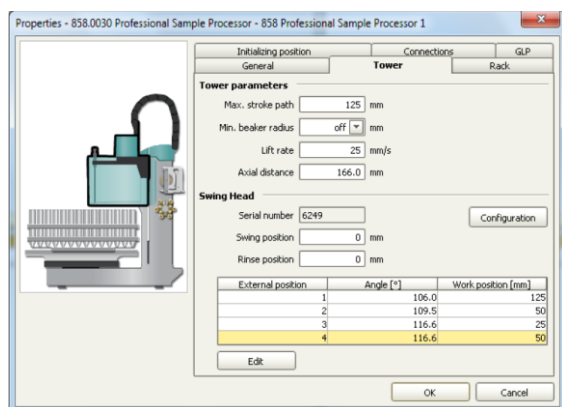 Properties - 858.0030 Professional Sample Processor - 858 Professional Sample Processor 1
Initializing position Connections GLP
General Tower Rack
Tower parameters
Max. stroke path 125 mm
Min. beaker radius off mm
Lift rate 25 mm/s
Axial distance 166.0 mm
Swing Head
Serial number 6249 Configuration
Swing position 0 mm
Rinse position 0 mm
External position Angle [°] Work position [mm]
1 106.0 125
2 109.5 50
3 116.6 25
4 116.6 50
Edit
OK Cancel